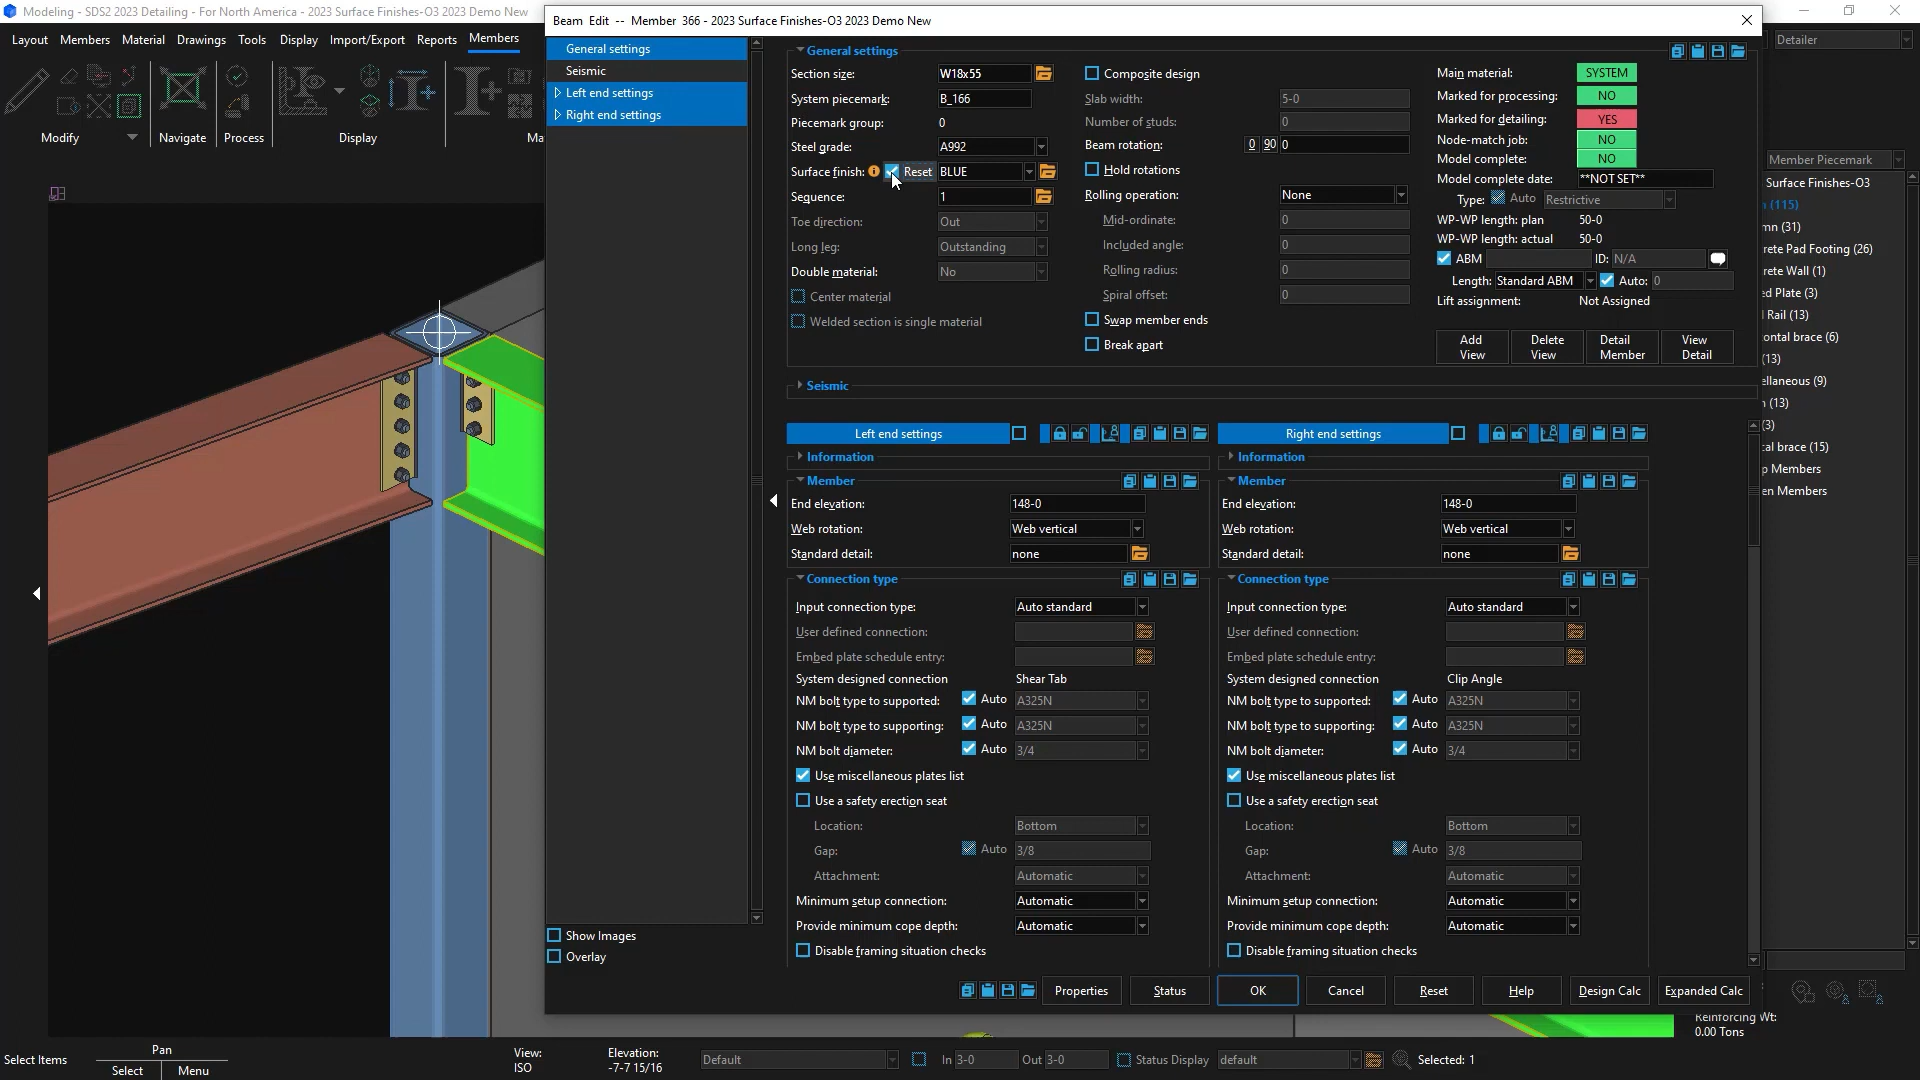 Modeling - SDS2 2023 Detailing - For North America - 2023 Surface Finishes-O3 2023 Demo New
Layout Members Material Drawings Tools Display Import/Export Reports Members
Detailer
Modify Navigate Process Display
Beam Edit -- Member 366 - 2023 Surface Finishes-O3 2023 Demo New
General settings
Seismic
Left end settings
Right end settings
Show Images
Overlay
General settings
Section size: W18x55
System piecemark: B_166
Piecemark group: 0
Steel grade: A992
Surface finish: Reset BLUE
Sequence: 1
Toe direction: Out
Long leg: Outstanding
Double material: No
Center material
Welded section is single material
Composite design
Slab width: 5-0
Number of studs: 0
Beam rotation: 0 90 0
Hold rotations
Rolling operation: None
Mid-ordinate: 0
Included angle: 0
Rolling radius: 0
Spiral offset: 0
Swap member ends
Break apart
Main material: SYSTEM
Marked for processing: NO
Marked for detailing: YES
Node-match job: NO
Model complete: NO
Model complete date: **NOT SET**
Type: Auto Restrictive
WP-WP length: plan 50-0
WP-WP length: actual 50-0
ABM ID: N/A
Length: Standard ABM Auto: 0
Lift assignment: Not Assigned
Add View
Delete View
Detail Member
View Detail
Seismic
Left end settings
Information
Member
End elevation: 148-0
Web rotation: Web vertical
Standard detail: none
Connection type
Input connection type: Auto standard
User defined connection:
Embed plate schedule entry:
System designed connection Shear Tab
NM bolt type to supported: Auto A325N
NM bolt type to supporting: Auto A325N
NM bolt diameter: Auto 3/4
Use miscellaneous plates list
Use a safety erection seat
Location: Bottom
Gap: Auto 3/8
Attachment: Automatic
Minimum setup connection: Automatic
Provide minimum cope depth: Automatic
Disable framing situation checks
Right end settings
Information
Member
End elevation: 148-0
Web rotation: Web vertical
Standard detail: none
Connection type
Input connection type: Auto standard
User defined connection:
Embed plate schedule entry:
System designed connection Clip Angle
NM bolt type to supported: Auto A325N
NM bolt type to supporting: Auto A325N
NM bolt diameter: Auto 3/4
Use miscellaneous plates list
Use a safety erection seat
Location: Bottom
Gap: Auto 3/8
Attachment: Automatic
Minimum setup connection: Automatic
Provide minimum cope depth: Automatic
Disable framing situation checks
Properties Status OK Cancel Reset Help Design Calc Expanded Calc
Member Piecemark
Surface Finishes-O3
(115)
mn (31)
rete Pad Footing (26)
rete Wall (1)
ed Plate (3)
Rail (13)
ontal brace (6)
(13)
ellaneous (9)
(13)
(3)
cal brace (15)
p Members
en Members
Reinforcing Wt:
0.00 Tons
Select Items
Pan
Select Menu
View:
ISO
Elevation:
-7-7 15/16
Default
In 3-0 Out 3-0
Status Display default
Selected: 1